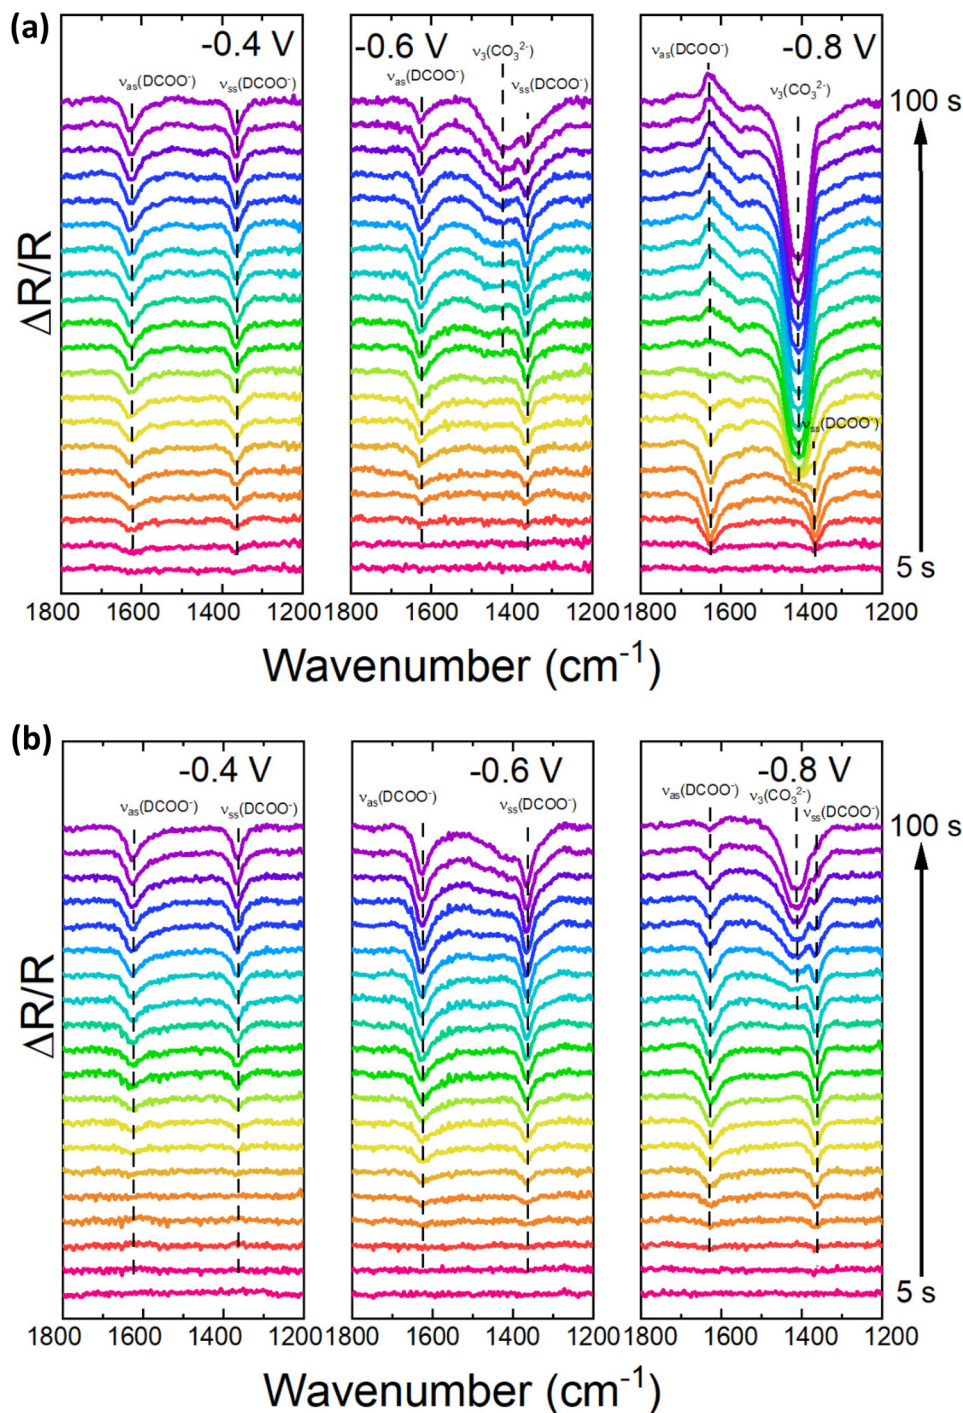 (a)
-0.4 V
-0.6 V
-0.8 V
νas(DCOO⁻)
νss(DCOO⁻)
νas(DCOO⁻)
ν3(CO3²⁻)
νss(DCOO⁻)
νas(DCOO⁻)
ν3(CO3²⁻)
νss(DCOO⁻)
100 s
5 s
ΔR/R
1800 1600 1400 1200
1800 1600 1400 1200
1800 1600 1400 1200
Wavenumber (cm⁻¹)
(b)
-0.4 V
-0.6 V
-0.8 V
νas(DCOO⁻)
νss(DCOO⁻)
νas(DCOO⁻)
νss(DCOO⁻)
νas(DCOO⁻)
ν3(CO3²⁻)
νss(DCOO⁻)
100 s
5 s
ΔR/R
1800 1600 1400 1200
1800 1600 1400 1200
1800 1600 1400 1200
Wavenumber (cm⁻¹)